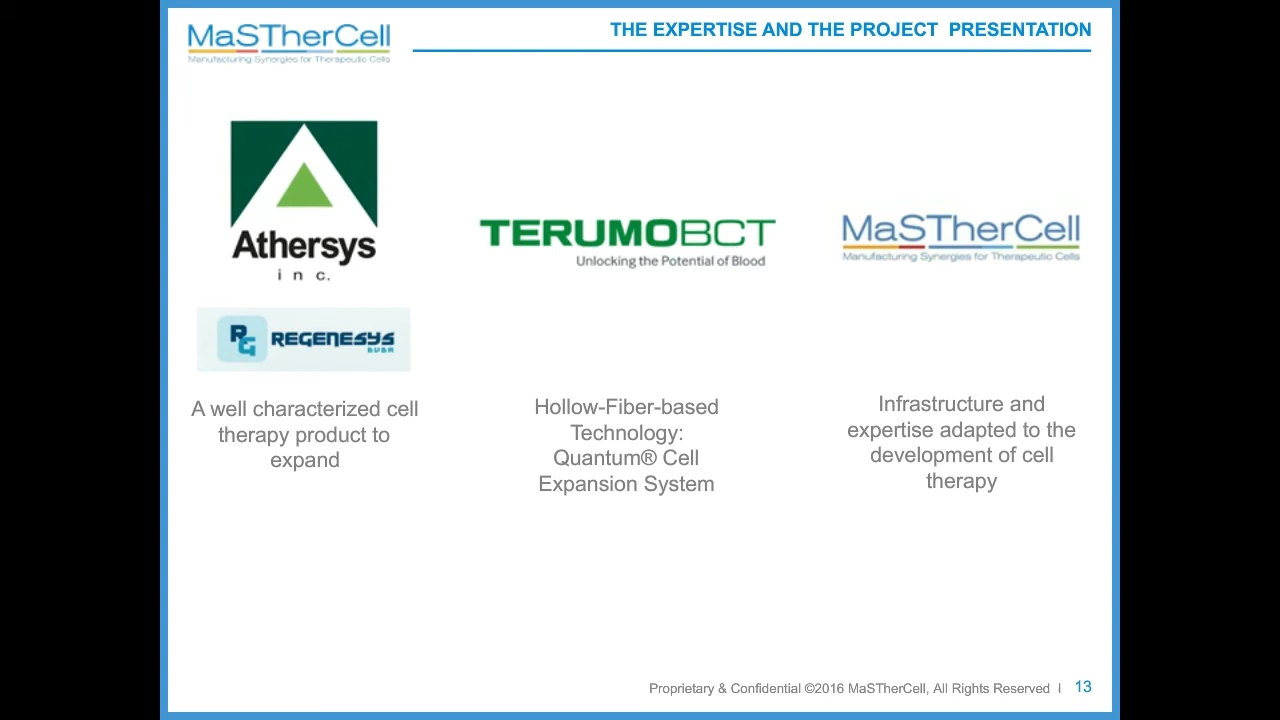 MaSTherCell
Manufacturing Synergies for Therapeutic Cells
THE EXPERTISE AND THE PROJECT PRESENTATION
Athersys
inc.
REGENESYS
BVBA
A well characterized cell
therapy product to
expand
TERUMOBCT
Unlocking the Potential of Blood
Hollow-Fiber-based
Technology:
Quantum® Cell
Expansion System
MaSTherCell
Manufacturing Synergies for Therapeutic Cells
Infrastructure and
expertise adapted to the
development of cell
therapy
Proprietary & Confidential ©2016 MaSTherCell, All Rights Reserved I 13